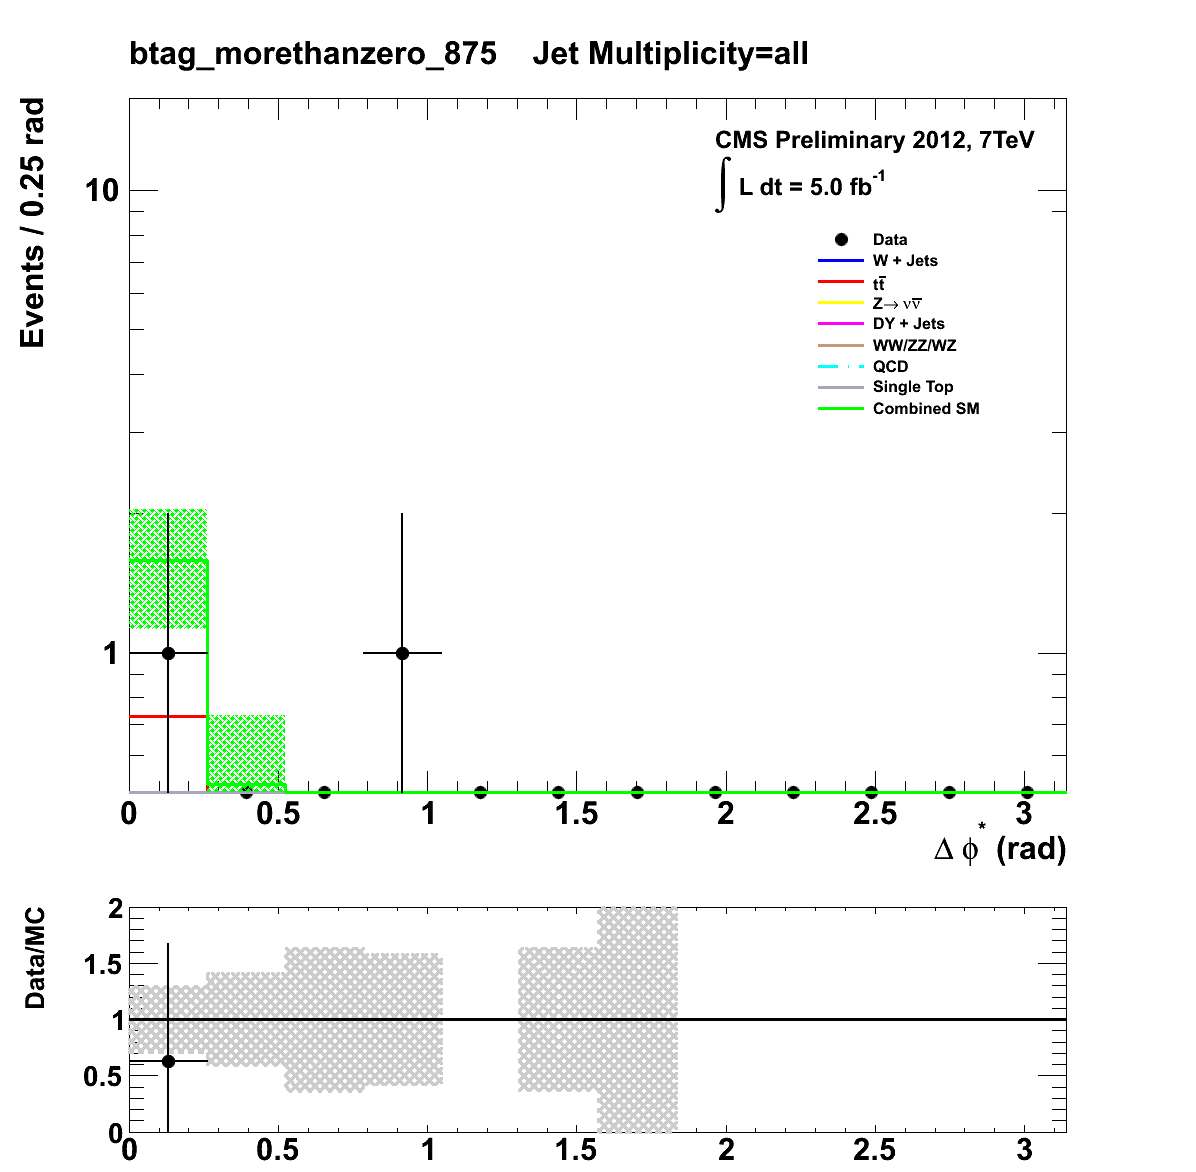 btag_morethanzero_875 Jet Multiplicity=all
Events / 0.25 rad
CMS Preliminary 2012, 7TeV
∫ L dt = 5.0 fb⁻¹
10
1
Data
W + Jets
tt̅
Z→ νν̅
DY + Jets
WW/ZZ/WZ
QCD
Single Top
Combined SM
0 0.5 1 1.5 2 2.5 3
Δ ϕ* (rad)
Data/MC
2
1.5
1
0.5
0
0 0.5 1 1.5 2 2.5 3